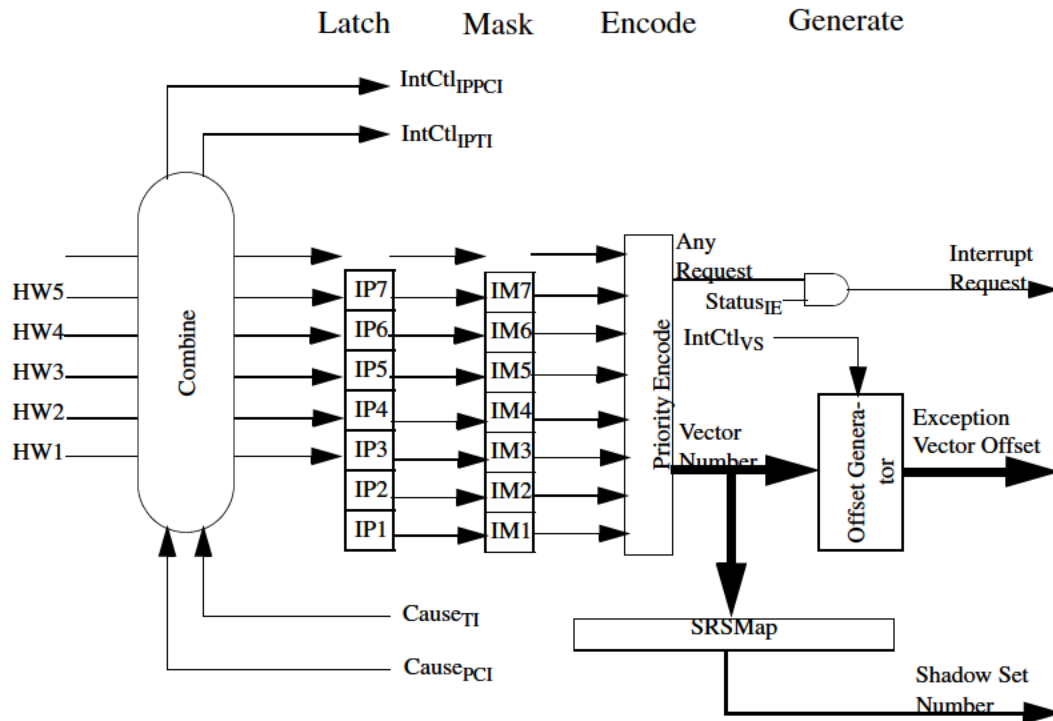 Latch Mask Encode Generate
IntCtlIPPCI
IntCtlIPTI
Any
Request
Interrupt
Request
HW5
IP7
IM7
StatusIE
HW4
IP6
IM6
IntCtlVS
HW3
IP5
IM5
HW2
IP4
IM4
HW1
IP3
IM3
IP2
IM2
IP1
IM1
Combine
Priority Encode
Vector
Number
Offset Genera-
tor
Exception
Vector Offset
CauseTI
SRSMap
CausePCI
Shadow Set
Number